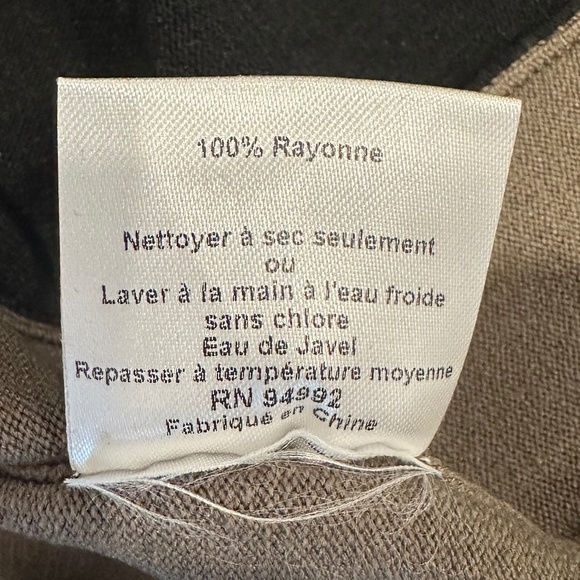 100% Rayonne
Nettoyer à sec seulement
ou
Laver à la main à l'eau froide
sans chlore
Eau de Javel
Repasser à température moyenne
RN 94992
Fabriqué en Chine